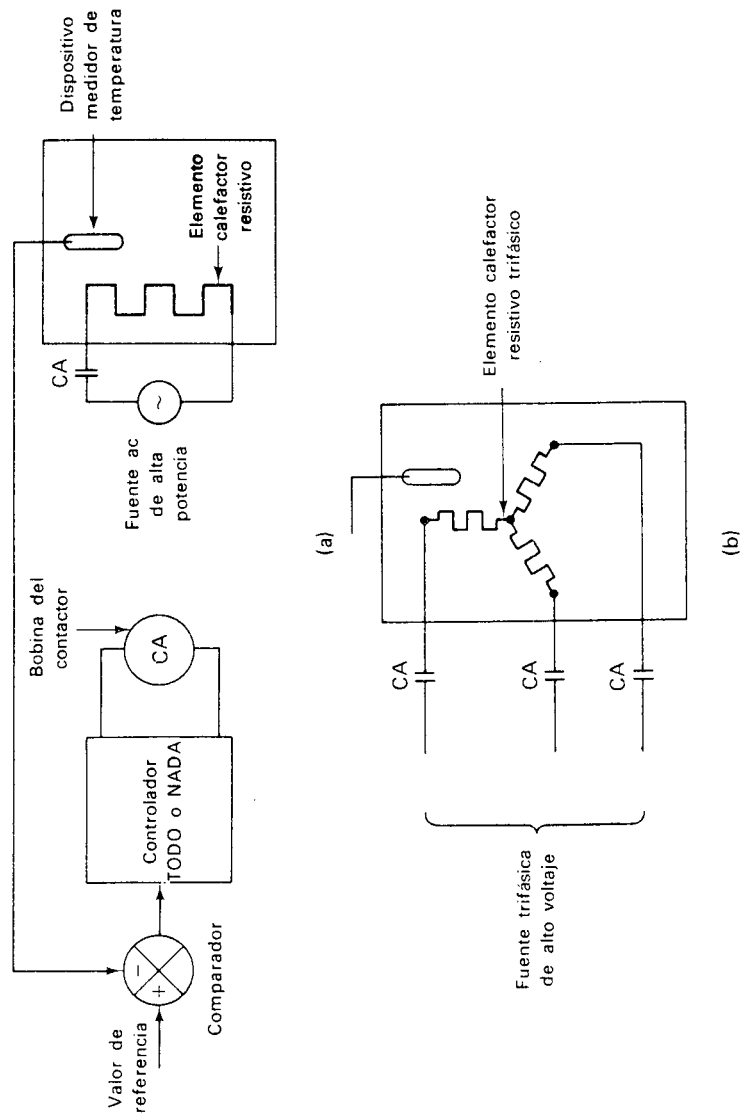 Dispositivo
medidor de
temperatura
Elemento
calefactor
resistivo
CA
~
Fuente ac
de alta
potencia
Bobina del
contactor
CA
Controlador
TODO o NADA
−
+
Comparador
Valor de
referencia
(a)
Elemento calefactor
resistivo trifásico
CA
CA
CA
Fuente trifásica
de alto voltaje
(b)